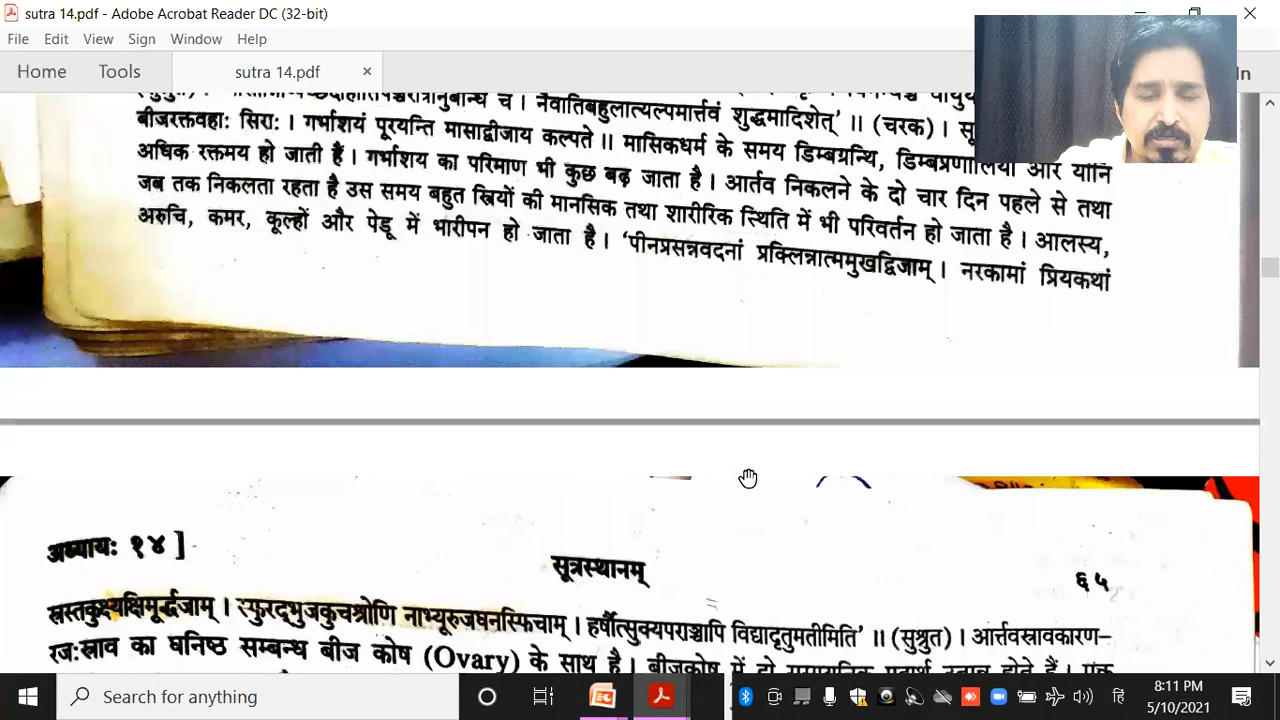 sutra 14.pdf - Adobe Acrobat Reader DC (32-bit)
File Edit View Sign Window Help
Home Tools sutra 14.pdf × In
च । नैवातिबहुलात्यल्पमार्त्तवं शुद्धमादिशेत्' ॥ (चरक) ।
बीजरक्तवहाः सिराः । गर्भाशयं पूरयन्ति मासाद्बीजाय कल्पते ॥ मासिकधर्म के समय डिम्बग्रन्थि, डिम्बप्रणालियाँ और योनि
अधिक रक्तमय हो जाती हैं । गर्भाशय का परिमाण भी कुछ बढ़ जाता है । आर्तव निकलने के दो चार दिन पहले से तथा
जब तक निकलता रहता है उस समय बहुत स्त्रियों की मानसिक तथा शारीरिक स्थिति में भी परिवर्तन हो जाता है । आलस्य,
अरुचि, कमर, कूल्हों और पेडू में भारीपन हो जाता है । 'पीनप्रसन्नवदनां प्रक्लिन्नात्ममुखद्विजाम् । नरकामां प्रियकथां
अध्यायः १४ ]
सूत्रस्थानम्
६५
स्रस्तकुक्ष्यक्षिमूर्द्धजाम् । स्फुरद्भुजकुचश्रोणि नाभ्यूरुजघनस्फिचाम् । हर्षौत्सुक्यपराञ्चापि विद्यादृतुमतीमिति' ॥ (सुश्रुत) । आर्त्तवस्रावकारण–
रजःस्राव का घनिष्ठ सम्बन्ध बीज कोष (Ovary) के साथ है । बीजकोष में दो
Search for anything
हि
8:11 PM
5/10/2021